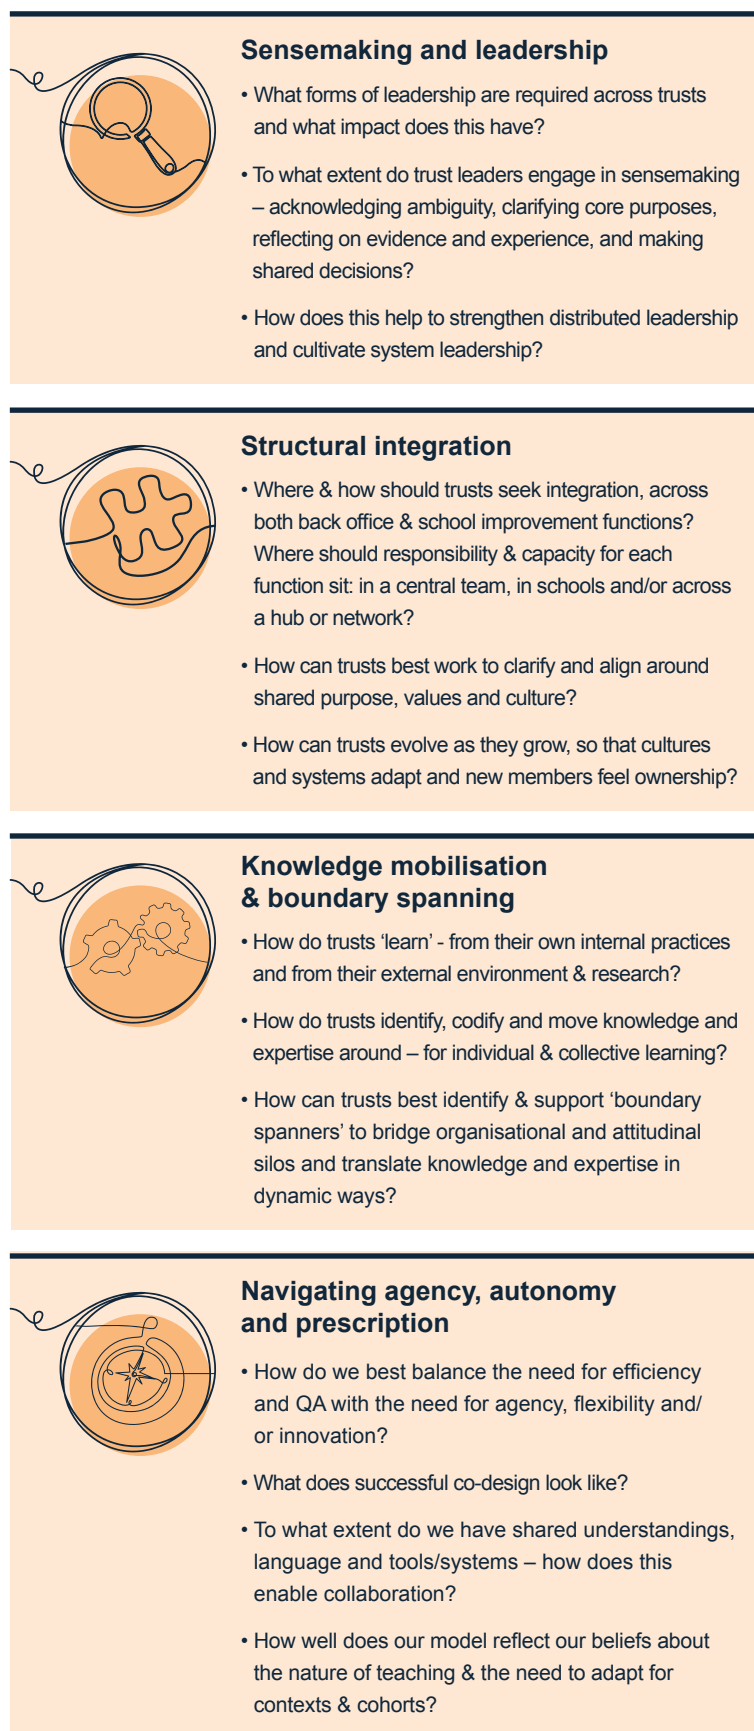 Sensemaking and leadership
• What forms of leadership are required across trusts
and what impact does this have?
• To what extent do trust leaders engage in sensemaking
– acknowledging ambiguity, clarifying core purposes,
reflecting on evidence and experience, and making
shared decisions?
• How does this help to strengthen distributed leadership
and cultivate system leadership?
Structural integration
• Where & how should trusts seek integration, across
both back office & school improvement functions?
Where should responsibility & capacity for each
function sit: in a central team, in schools and/or across
a hub or network?
• How can trusts best work to clarify and align around
shared purpose, values and culture?
• How can trusts evolve as they grow, so that cultures
and systems adapt and new members feel ownership?
Knowledge mobilisation
& boundary spanning
• How do trusts ‘learn’ - from their own internal practices
and from their external environment & research?
• How do trusts identify, codify and move knowledge and
expertise around – for individual & collective learning?
• How can trusts best identify & support ‘boundary
spanners’ to bridge organisational and attitudinal
silos and translate knowledge and expertise in
dynamic ways?
Navigating agency, autonomy
and prescription
• How do we best balance the need for efficiency
and QA with the need for agency, flexibility and/
or innovation?
• What does successful co-design look like?
• To what extent do we have shared understandings,
language and tools/systems – how does this
enable collaboration?
• How well does our model reflect our beliefs about
the nature of teaching & the need to adapt for
contexts & cohorts?